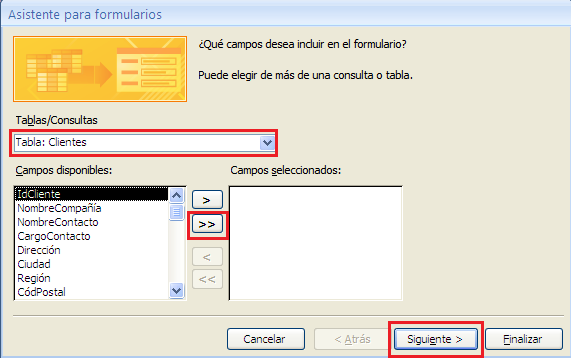 Asistente para formularios
¿Qué campos desea incluir en el formulario?
Puede elegir de más de una consulta o tabla.
Tablas/Consultas
Tabla: Clientes
Campos disponibles:
Campos seleccionados:
IdCliente
NombreCompañía
NombreContacto
CargoContacto
Dirección
Ciudad
Región
CódPostal
>
>>
<
<<
Cancelar
< Atrás
Siguiente >
Finalizar